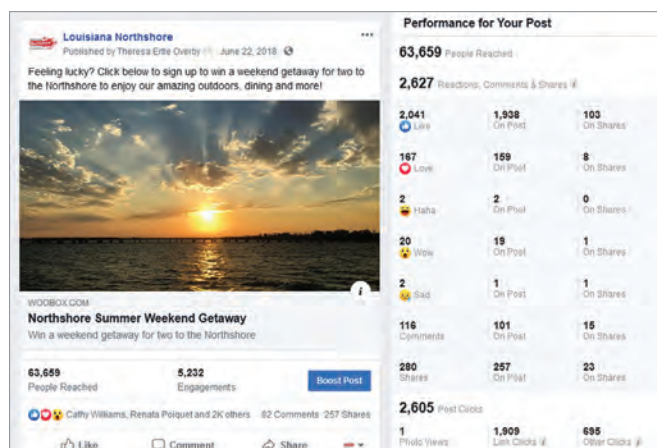 Louisiana Northshore
Published by Theresa Ertle Overby June 22, 2018
Feeling lucky? Click below to sign up to win a weekend getaway for two to
the Northshore to enjoy our amazing outdoors, dining and more!
WOOBOX.COM
Northshore Summer Weekend Getaway
Win a weekend getaway for two to the Northshore
63,659 5,232
People Reached Engagements
Boost Post
Cathy Williams, Renata Poiquet and 2K others 82 Comments 257 Shares
Like Comment Share
Performance for Your Post
63,659 People Reached
2,627 Reactions, Comments & Shares
2,041 1,938 103
Like On Post On Shares
167 159 8
Love On Post On Shares
2 2 0
Haha On Post On Shares
20 19 1
Wow On Post On Shares
2 1 1
Sad On Post On Shares
116 101 15
Comments On Post On Shares
280 257 23
Shares On Post On Shares
2,605 Post Clicks
1 1,909 695
Photo Views Link Clicks Other Clicks